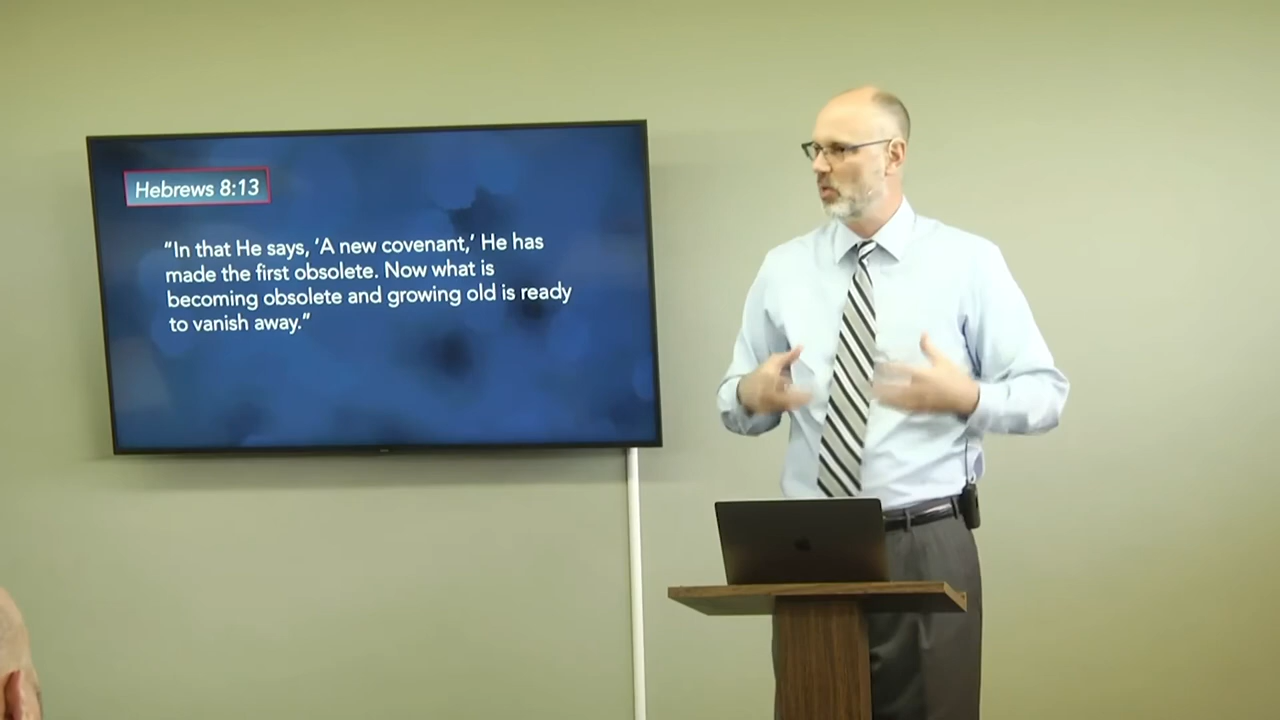 Hebrews 8:13
“In that He says, ‘A new covenant,’ He has
made the first obsolete. Now what is
becoming obsolete and growing old is ready
to vanish away.”